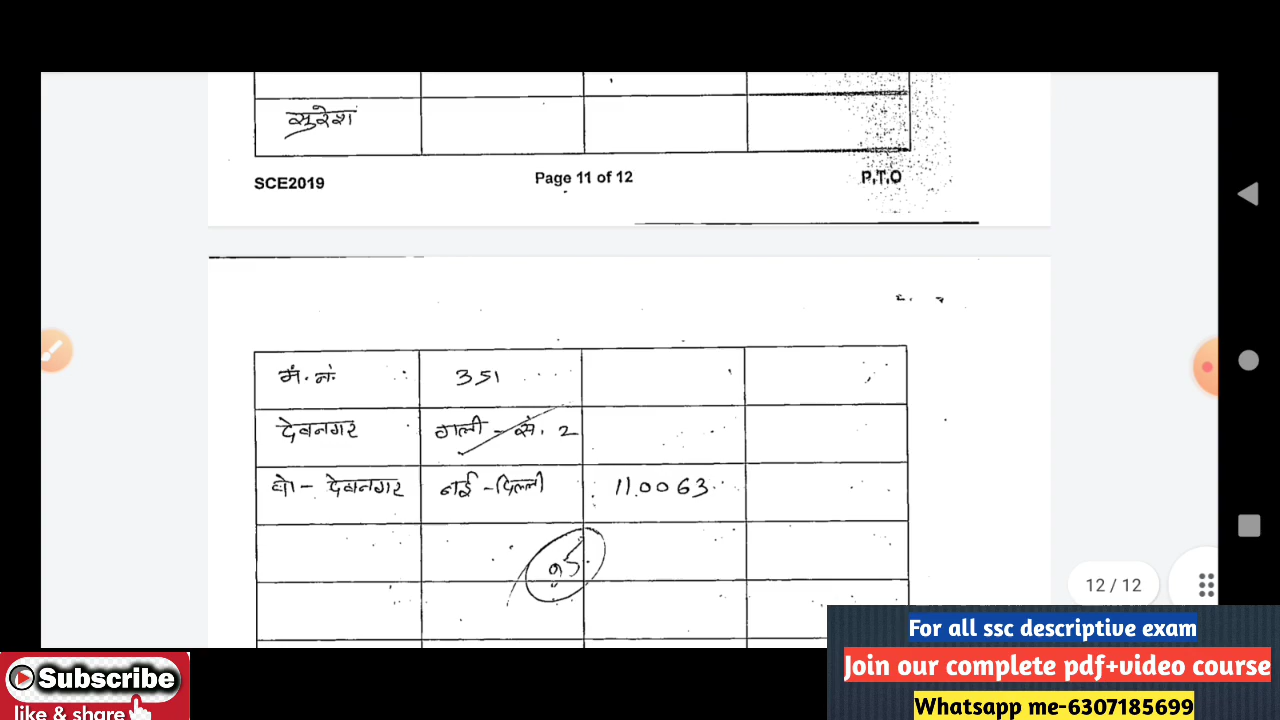 सुरेश
SCE2019 Page 11 of 12 P.T.O
मं. नं. 351
देवनगर गली - सं. 2
पो - देवनगर नई - दिल्ली 110063
12 / 12
For all ssc descriptive exam
Join our complete pdf+video course
Whatsapp me-6307185699
Subscribe
like & share